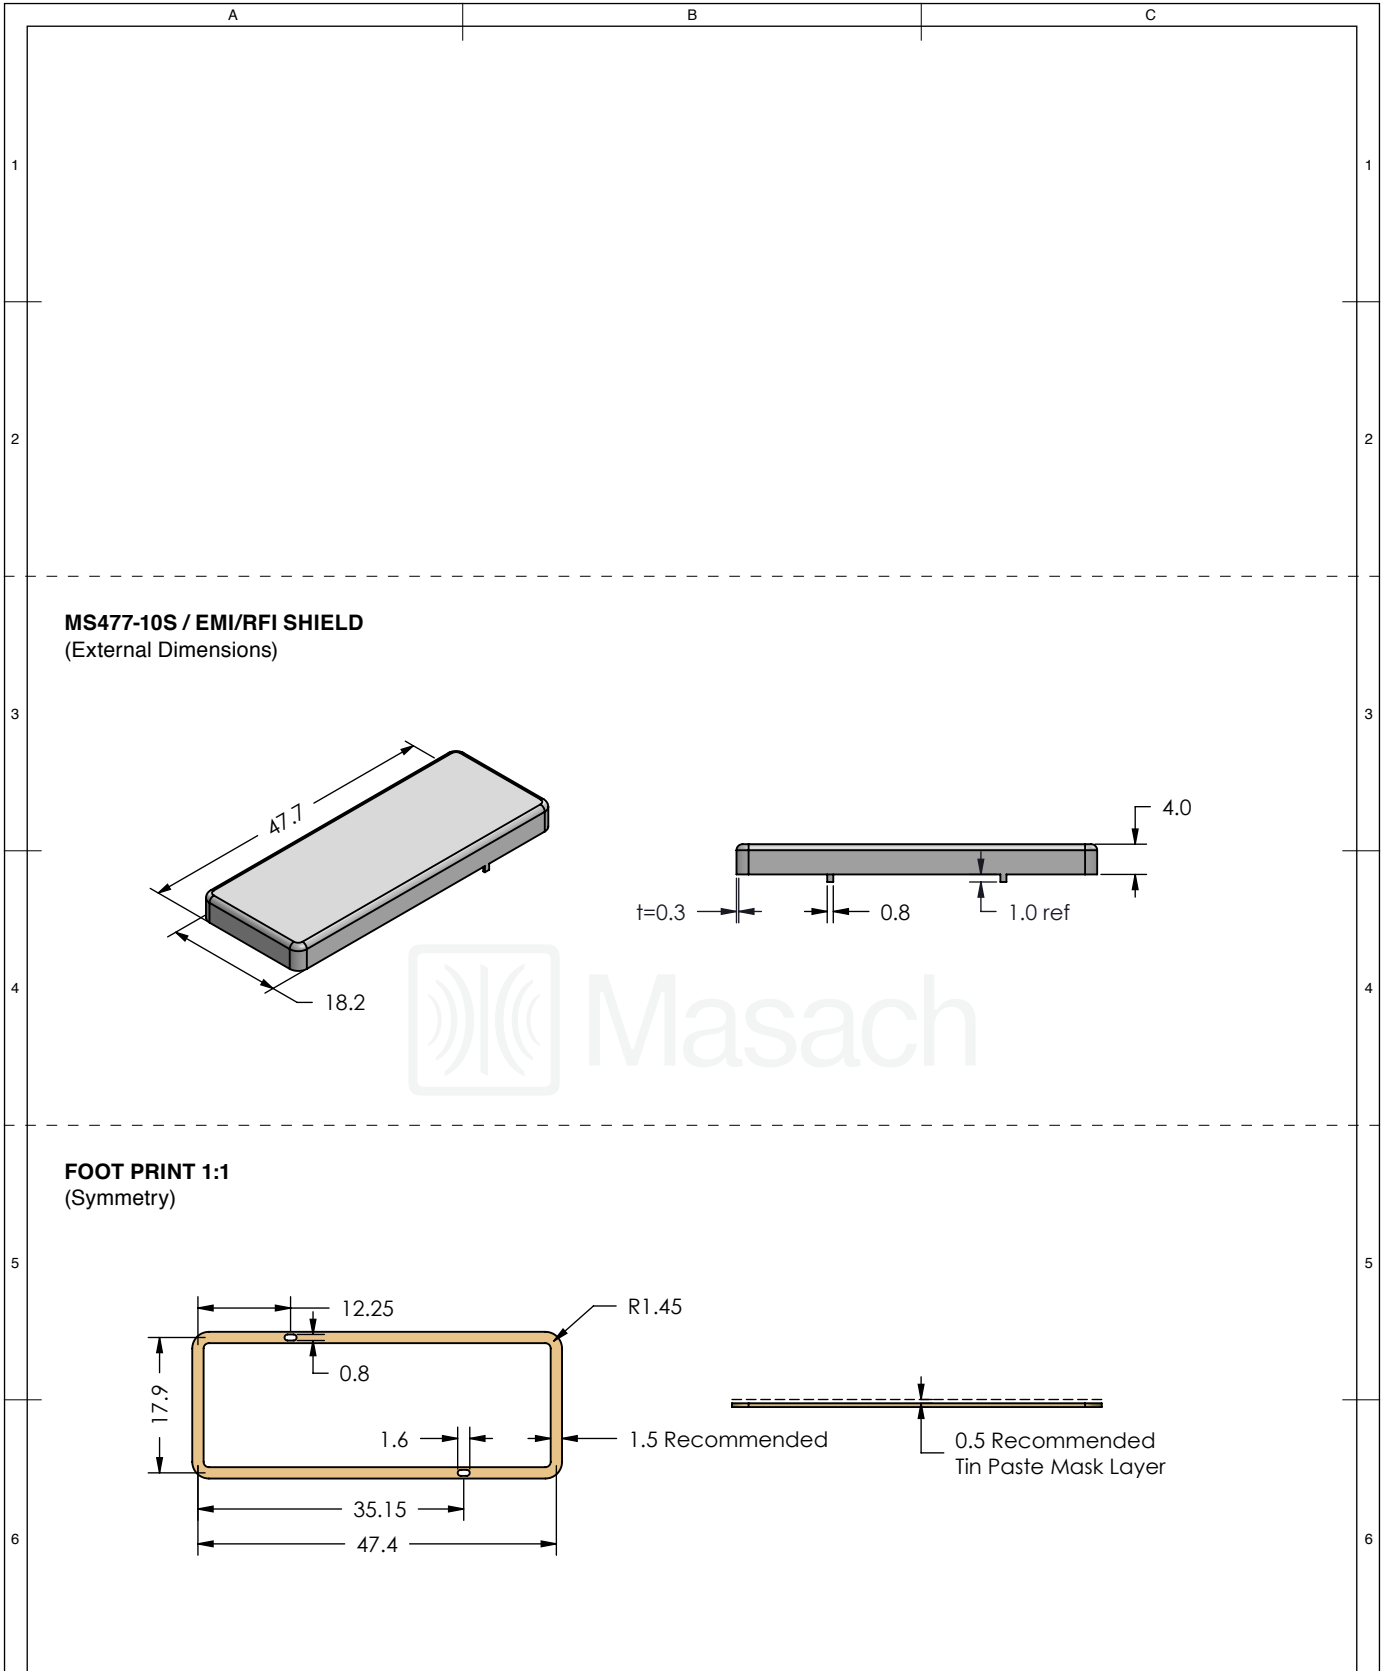 A
B
C
1
1
2
2
MS477-10S / EMI/RFI SHIELD
(External Dimensions)
3
3
47.7
18.2
4.0
t=0.3
0.8
1.0 ref
4
4
Masach
FOOT PRINT 1:1
(Symmetry)
5
5
12.25
R1.45
0.8
17.9
1.6
1.5 Recommended
0.5 Recommended
Tin Paste Mask Layer
35.15
47.4
6
6